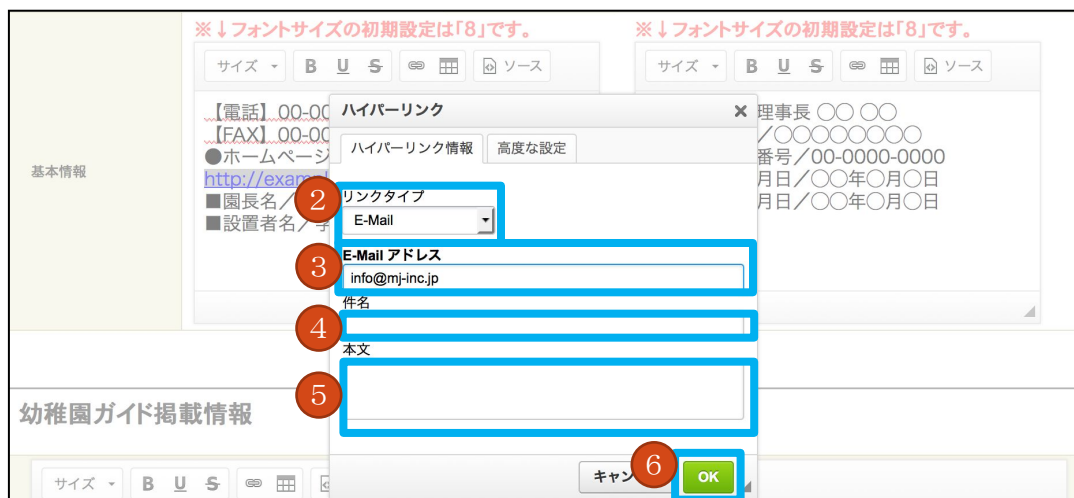 ※↓フォントサイズの初期設定は「8」です。
※↓フォントサイズの初期設定は「8」です。
サイズ B U S ソース
サイズ B U S ソース
基本情報
【電話】00-00
【FAX】00-00
●ホームページ
http://examp
■園長名/
■設置者名/学
理事長 ○○ ○○
/○○○○○○○○
番号/00-0000-0000
月日/○○年○月○日
月日/○○年○月○日
ハイパーリンク
ハイパーリンク情報 高度な設定
2 リンクタイプ
E-Mail
3 E-Mail アドレス
info@mj-inc.jp
4 件名
5 本文
キャン 6 OK
幼稚園ガイド掲載情報
サイズ B U S